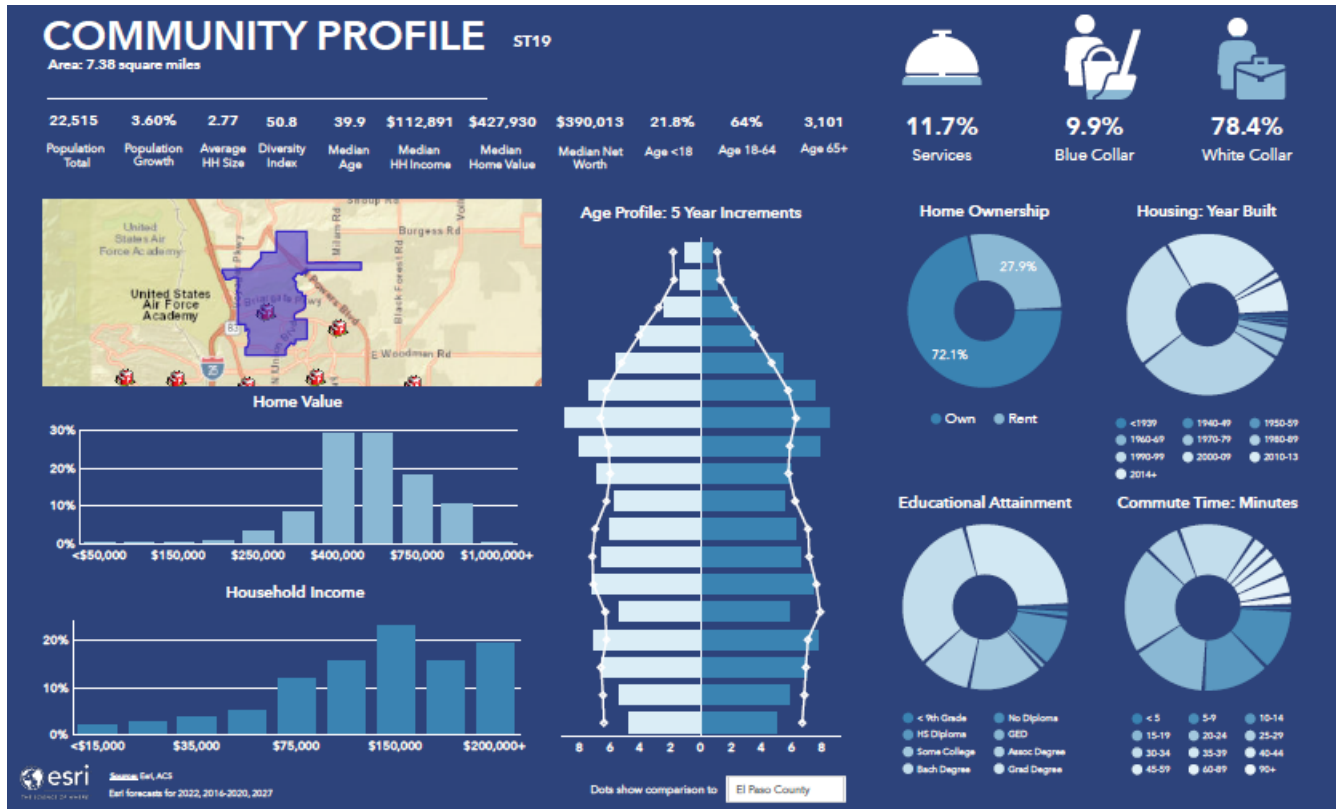 COMMUNITY PROFILE ST19
Area: 7.38 square miles
22,515
Population
Total
3.60%
Population
Growth
2.77
Average
HH Size
50.8
Diversity
Index
39.9
Median
Age
$112,891
Median
HH Income
$427,930
Median
Home Value
$390,013
Median Net
Worth
21.8%
Age <18
64%
Age 18-64
3,101
Age 65+
11.7%
Services
9.9%
Blue Collar
78.4%
White Collar
United
States Air
Force Academy
United States
Air Force
Academy
Shoup Rd
Burgess Rd
Milam Rd
Black Forest Rd
Powers Blvd
Briargate Pkwy
E Woodman Rd
N Union Blvd
83
25
Home Value
30%
20%
10%
0%
<$50,000 $150,000 $250,000 $400,000 $750,000 $1,000,000+
Household Income
20%
10%
0%
<$15,000 $35,000 $75,000 $150,000 $200,000+
Age Profile: 5 Year Increments
8 6 4 2 0 2 4 6 8
Dots show comparison to El Paso County
Home Ownership
27.9%
72.1%
Own Rent
Housing: Year Built
<1939 1940-49 1950-59
1960-69 1970-79 1980-89
1990-99 2000-09 2010-13
2014+
Educational Attainment
< 9th Grade No Diploma
HS Diploma GED
Some College Assoc Degree
Bach Degree Grad Degree
Commute Time: Minutes
< 5 5-9 10-14
15-19 20-24 25-29
30-34 35-39 40-44
45-59 60-89 90+
esri
THE SCIENCE OF WHERE
Source: Esri, ACS
Esri forecasts for 2022, 2016-2020, 2027